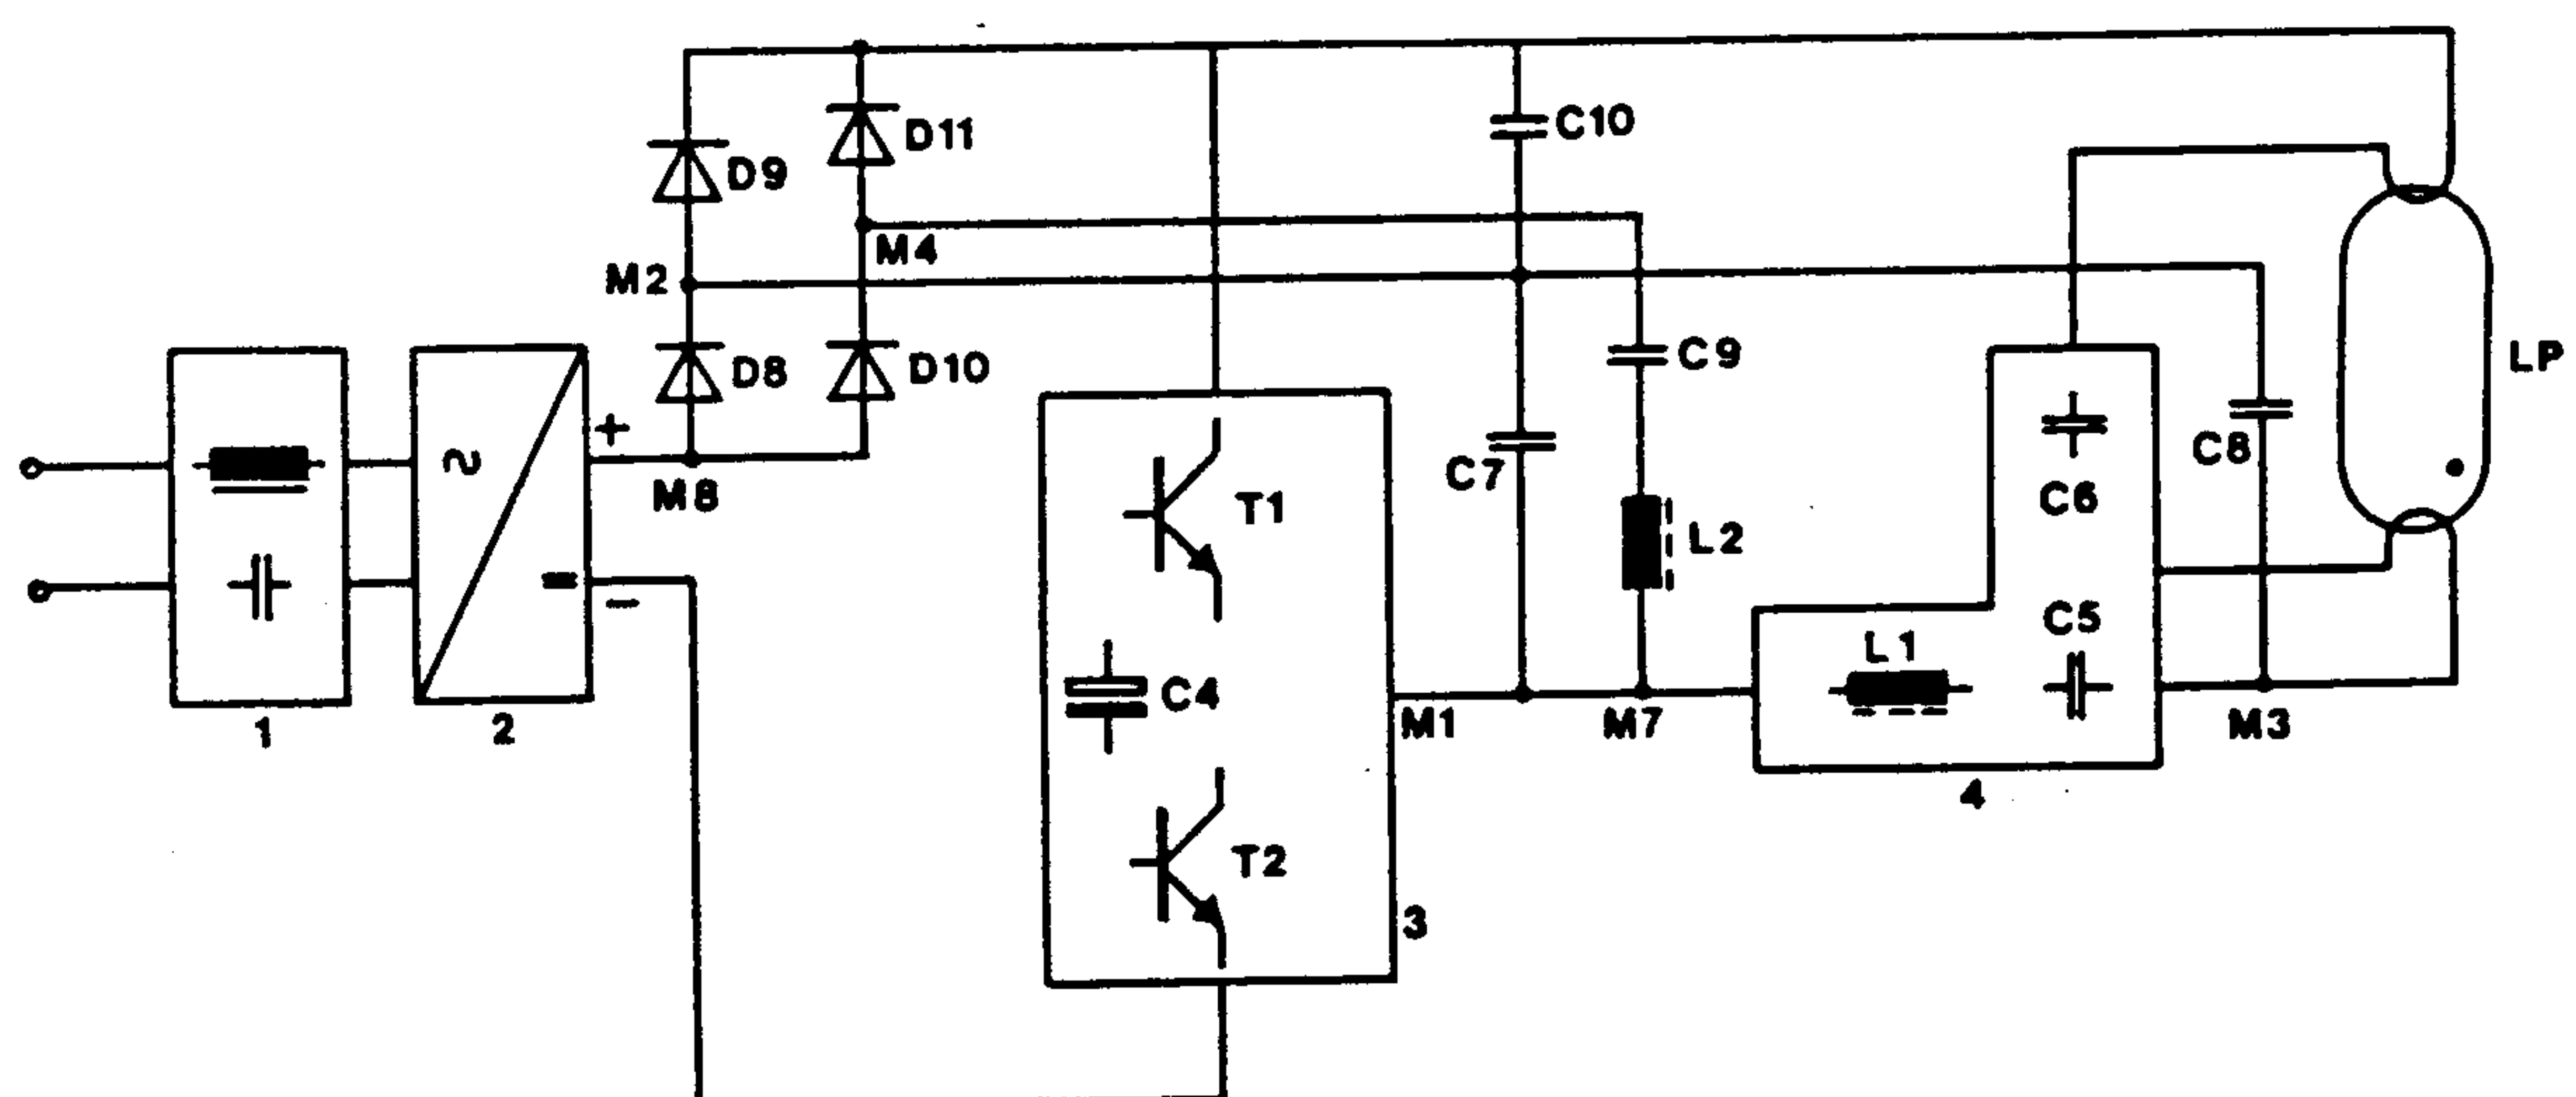 C10
D11
D9
M4
M2
C9
LP
D8
D10
+
C8
~
C7
M8
T1
C6
L2
=
−
C5
L1
C4
M1
M7
M3
1
2
4
T2
3